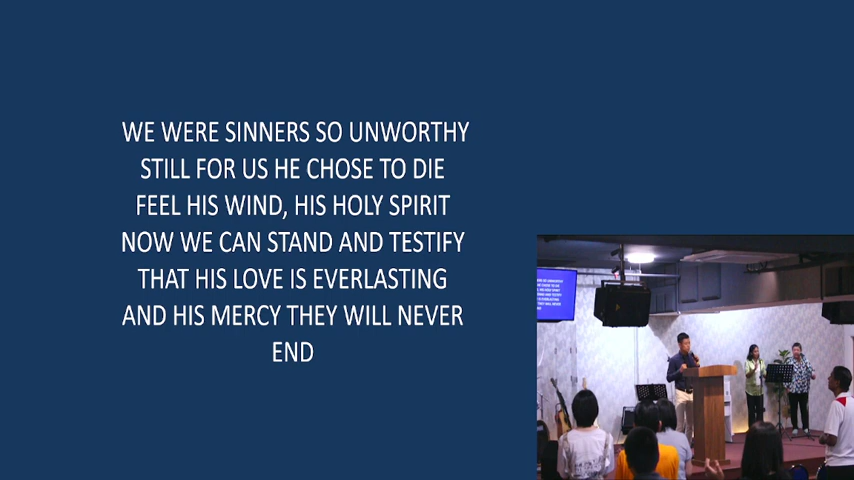 WE WERE SINNERS SO UNWORTHY
STILL FOR US HE CHOSE TO DIE
FEEL HIS WIND, HIS HOLY SPIRIT
NOW WE CAN STAND AND TESTIFY
THAT HIS LOVE IS EVERLASTING
AND HIS MERCY THEY WILL NEVER
END